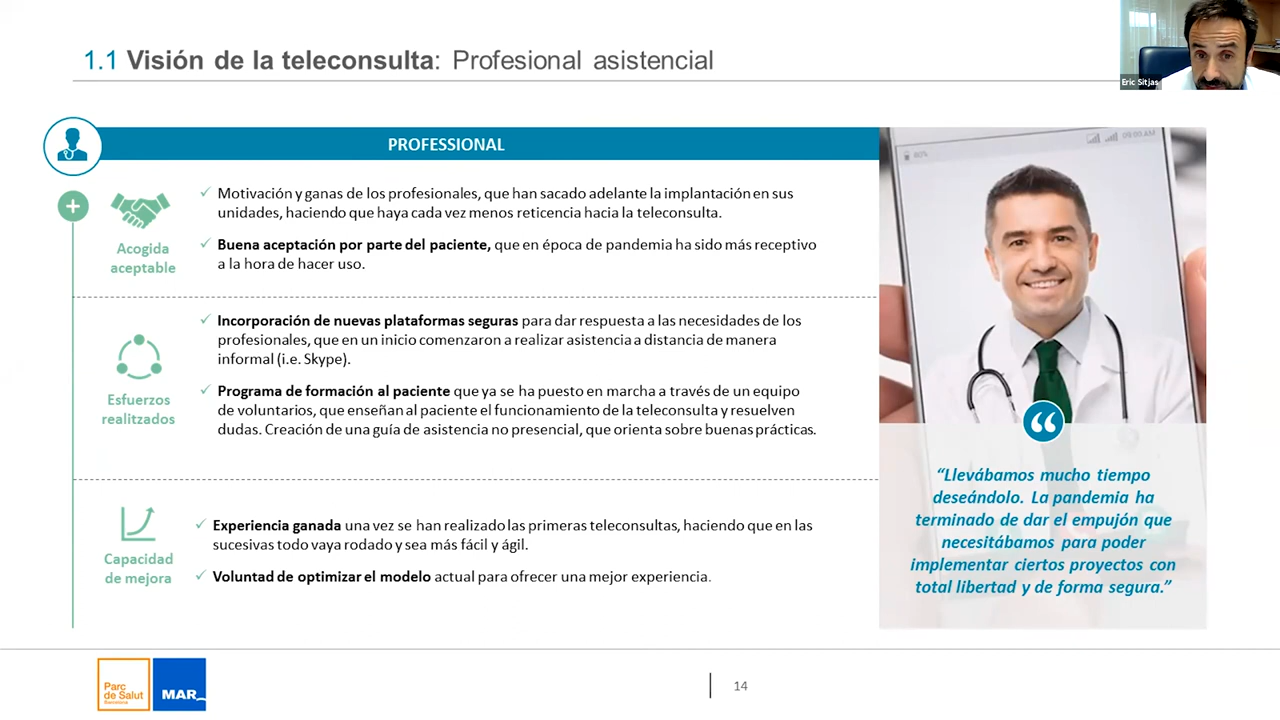 1.1 Visión de la teleconsulta: Profesional asistencial
Eric Sitjas
PROFESSIONAL
Acogida
aceptable
Motivación y ganas de los profesionales, que han sacado adelante la implantación en sus
unidades, haciendo que haya cada vez menos reticencia hacia la teleconsulta.
Buena aceptación por parte del paciente, que en época de pandemia ha sido más receptivo
a la hora de hacer uso.
Esfuerzos
realitzados
Incorporación de nuevas plataformas seguras para dar respuesta a las necesidades de los
profesionales, que en un inicio comenzaron a realizar asistencia a distancia de manera
informal (i.e. Skype).
Programa de formación al paciente que ya se ha puesto en marcha a través de un equipo
de voluntarios, que enseñan al paciente el funcionamiento de la teleconsulta y resuelven
dudas. Creación de una guía de asistencia no presencial, que orienta sobre buenas prácticas.
Capacidad
de mejora
Experiencia ganada una vez se han realizado las primeras teleconsultas, haciendo que en las
sucesivas todo vaya rodado y sea más fácil y ágil.
Voluntad de optimizar el modelo actual para ofrecer una mejor experiencia.
80%
09:00 AM
“Llevábamos mucho tiempo
deseándolo. La pandemia ha
terminado de dar el empujón que
necesitábamos para poder
implementar ciertos proyectos con
total libertad y de forma segura.”
Parc
de Salut
Barcelona
MAR
14